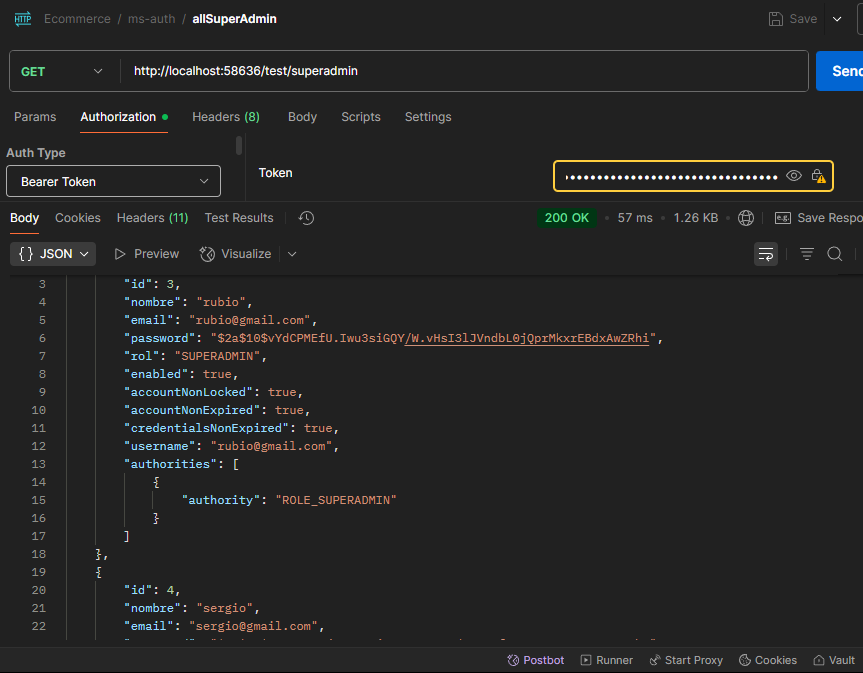 HTTP Ecommerce / ms-auth / allSuperAdmin Save
GET http://localhost:58636/test/superadmin Send
Params Authorization Headers (8) Body Scripts Settings
Auth Type
Bearer Token
Token
Body Cookies Headers (11) Test Results 200 OK 57 ms 1.26 KB e.g. Save Respo
{} JSON Preview Visualize
3 "id": 3,
4 "nombre": "rubio",
5 "email": "rubio@gmail.com",
6 "password": "$2a$10$vYdCPMEfU.Iwu3siGQY/W.vHsI3lJVndbL0jQprMkxrEBdxAwZRhi",
7 "rol": "SUPERADMIN",
8 "enabled": true,
9 "accountNonLocked": true,
10 "accountNonExpired": true,
11 "credentialsNonExpired": true,
12 "username": "rubio@gmail.com",
13 "authorities": [
14 {
15 "authority": "ROLE_SUPERADMIN"
16 }
17 ]
18 },
19 {
20 "id": 4,
21 "nombre": "sergio",
22 "email": "sergio@gmail.com",
Postbot Runner Start Proxy Cookies Vault